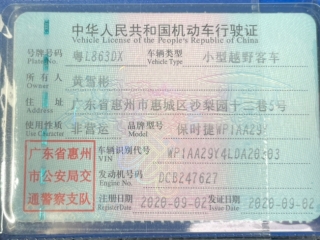 中华人民共和国机动车行驶证
Vehicle License of the People's Republic of China
号牌号码 粤L863DX 车辆类型 小型越野客车
Plate No. Vehicle Type
所有人 黄智彬
Owner
住址 广东省惠州市惠城区沙梨园十二巷5号
Address
使用性质 非营运 品牌型号 保时捷WP1AA29
Use Character Model
广东省惠州
市公安局交
通警察支队
车辆识别代号
VIN
发动机号码 DCB247627
Engine No.
注册日期 2020-09-02 发证日期 2020-09-02
Register Date Issue Date